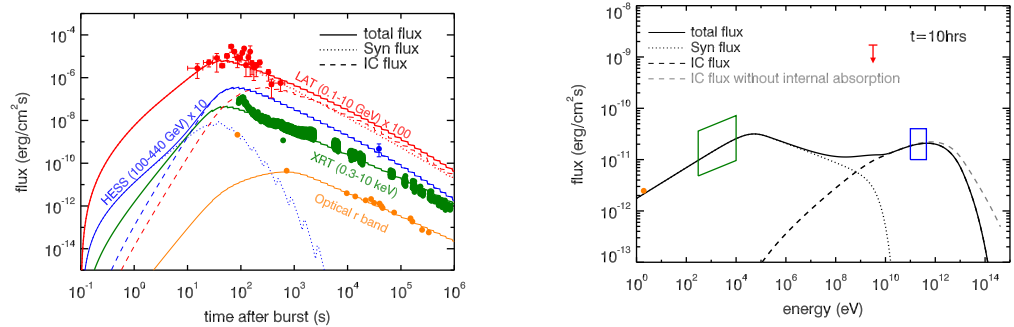 total flux
Syn flux
IC flux
LAT (0.1-10 GeV) x 100
HESS (100-440 GeV) x 10
XRT (0.3-10 keV)
Optical r band
flux (erg/cm² s)
10⁻⁴
10⁻⁶
10⁻⁸
10⁻¹⁰
10⁻¹²
10⁻¹⁴
10⁻¹ 10⁰ 10¹ 10² 10³ 10⁴ 10⁵ 10⁶
time after burst (s)
total flux
Syn flux
IC flux
IC flux without internal absorption
t=10hrs
flux (erg/cm² s)
10⁻⁸
10⁻⁹
10⁻¹⁰
10⁻¹¹
10⁻¹²
10⁻¹³
10⁰ 10² 10⁴ 10⁶ 10⁸ 10¹⁰ 10¹² 10¹⁴
energy (eV)